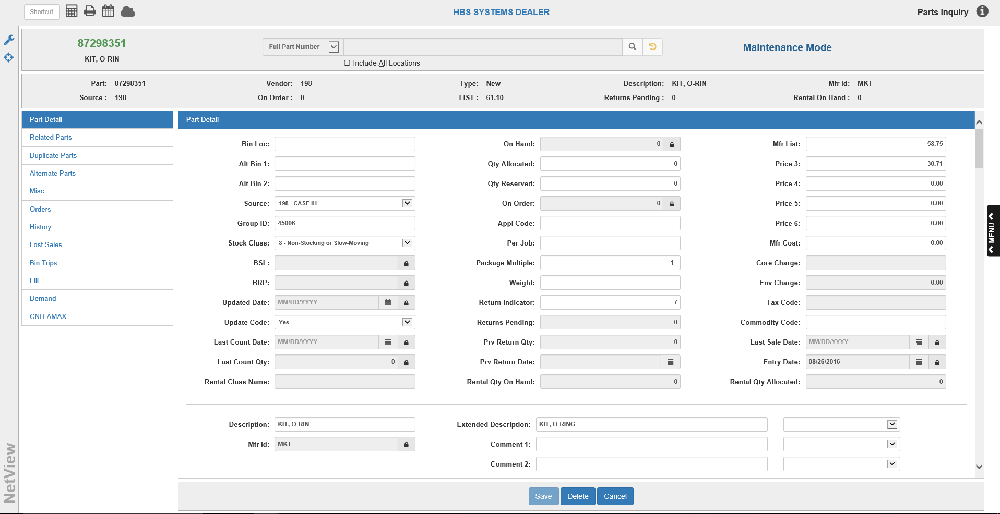 Shortcut
HBS SYSTEMS DEALER
Parts Inquiry
87298351
KIT, O-RIN
Full Part Number
Include All Locations
Maintenance Mode
Part: 87298351 Vendor: 198 Type: New Description: KIT, O-RIN Mfr Id: MKT
Source : 198 On Order : 0 LIST : 61.10 Returns Pending : 0 Rental On Hand : 0
Part Detail
Related Parts
Duplicate Parts
Alternate Parts
Misc
Orders
History
Lost Sales
Bin Trips
Fill
Demand
CNH AMAX
Part Detail
Bin Loc: On Hand: 0 Mfr List: 58.75
Alt Bin 1: Qty Allocated: 0 Price 3: 30.71
Alt Bin 2: Qty Reserved: 0 Price 4: 0.00
Source: 198 - CASE IH On Order: 0 Price 5: 0.00
Group ID: 45006 Appl Code: Price 6: 0.00
Stock Class: 8 - Non-Stocking or Slow-Moving Per Job: Mfr Cost: 0.00
BSL: Package Multiple: 1 Core Charge:
BRP: Weight: Env Charge: 0.00
Updated Date: MM/DD/YYYY Return Indicator: 7 Tax Code:
Update Code: Yes Returns Pending: 0 Commodity Code:
Last Count Date: MM/DD/YYYY Prv Return Qty: 0 Last Sale Date: MM/DD/YYYY
Last Count Qty: 0 Prv Return Date: Entry Date: 08/26/2016
Rental Class Name: Rental Qty On Hand: 0 Rental Qty Allocated: 0
Description: KIT, O-RIN Extended Description: KIT, O-RING
Mfr Id: MKT Comment 1:
Comment 2:
Save Delete Cancel
MENU
NetView